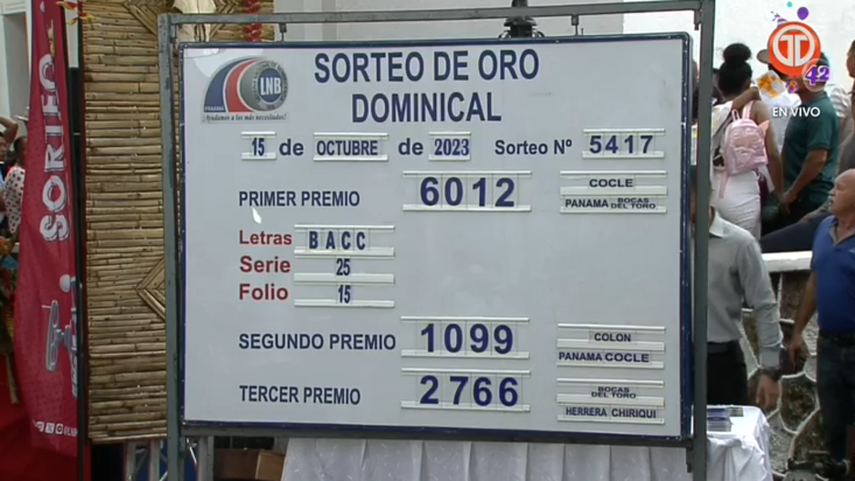 SORTEO DE ORO
DOMINICAL
PANAMA
LNB
Ayudamos a los más necesitados!
15 de OCTUBRE de 2023 Sorteo Nº 5417
PRIMER PREMIO 6012 COCLE
PANAMA BOCAS DEL TORO
Letras BACC
Serie 25
Folio 15
SEGUNDO PREMIO 1099 COLON
PANAMA COCLE
TERCER PREMIO 2766 BOCAS DEL TORO
HERRERA CHIRIQUI
SORTEO
42
EN VIVO